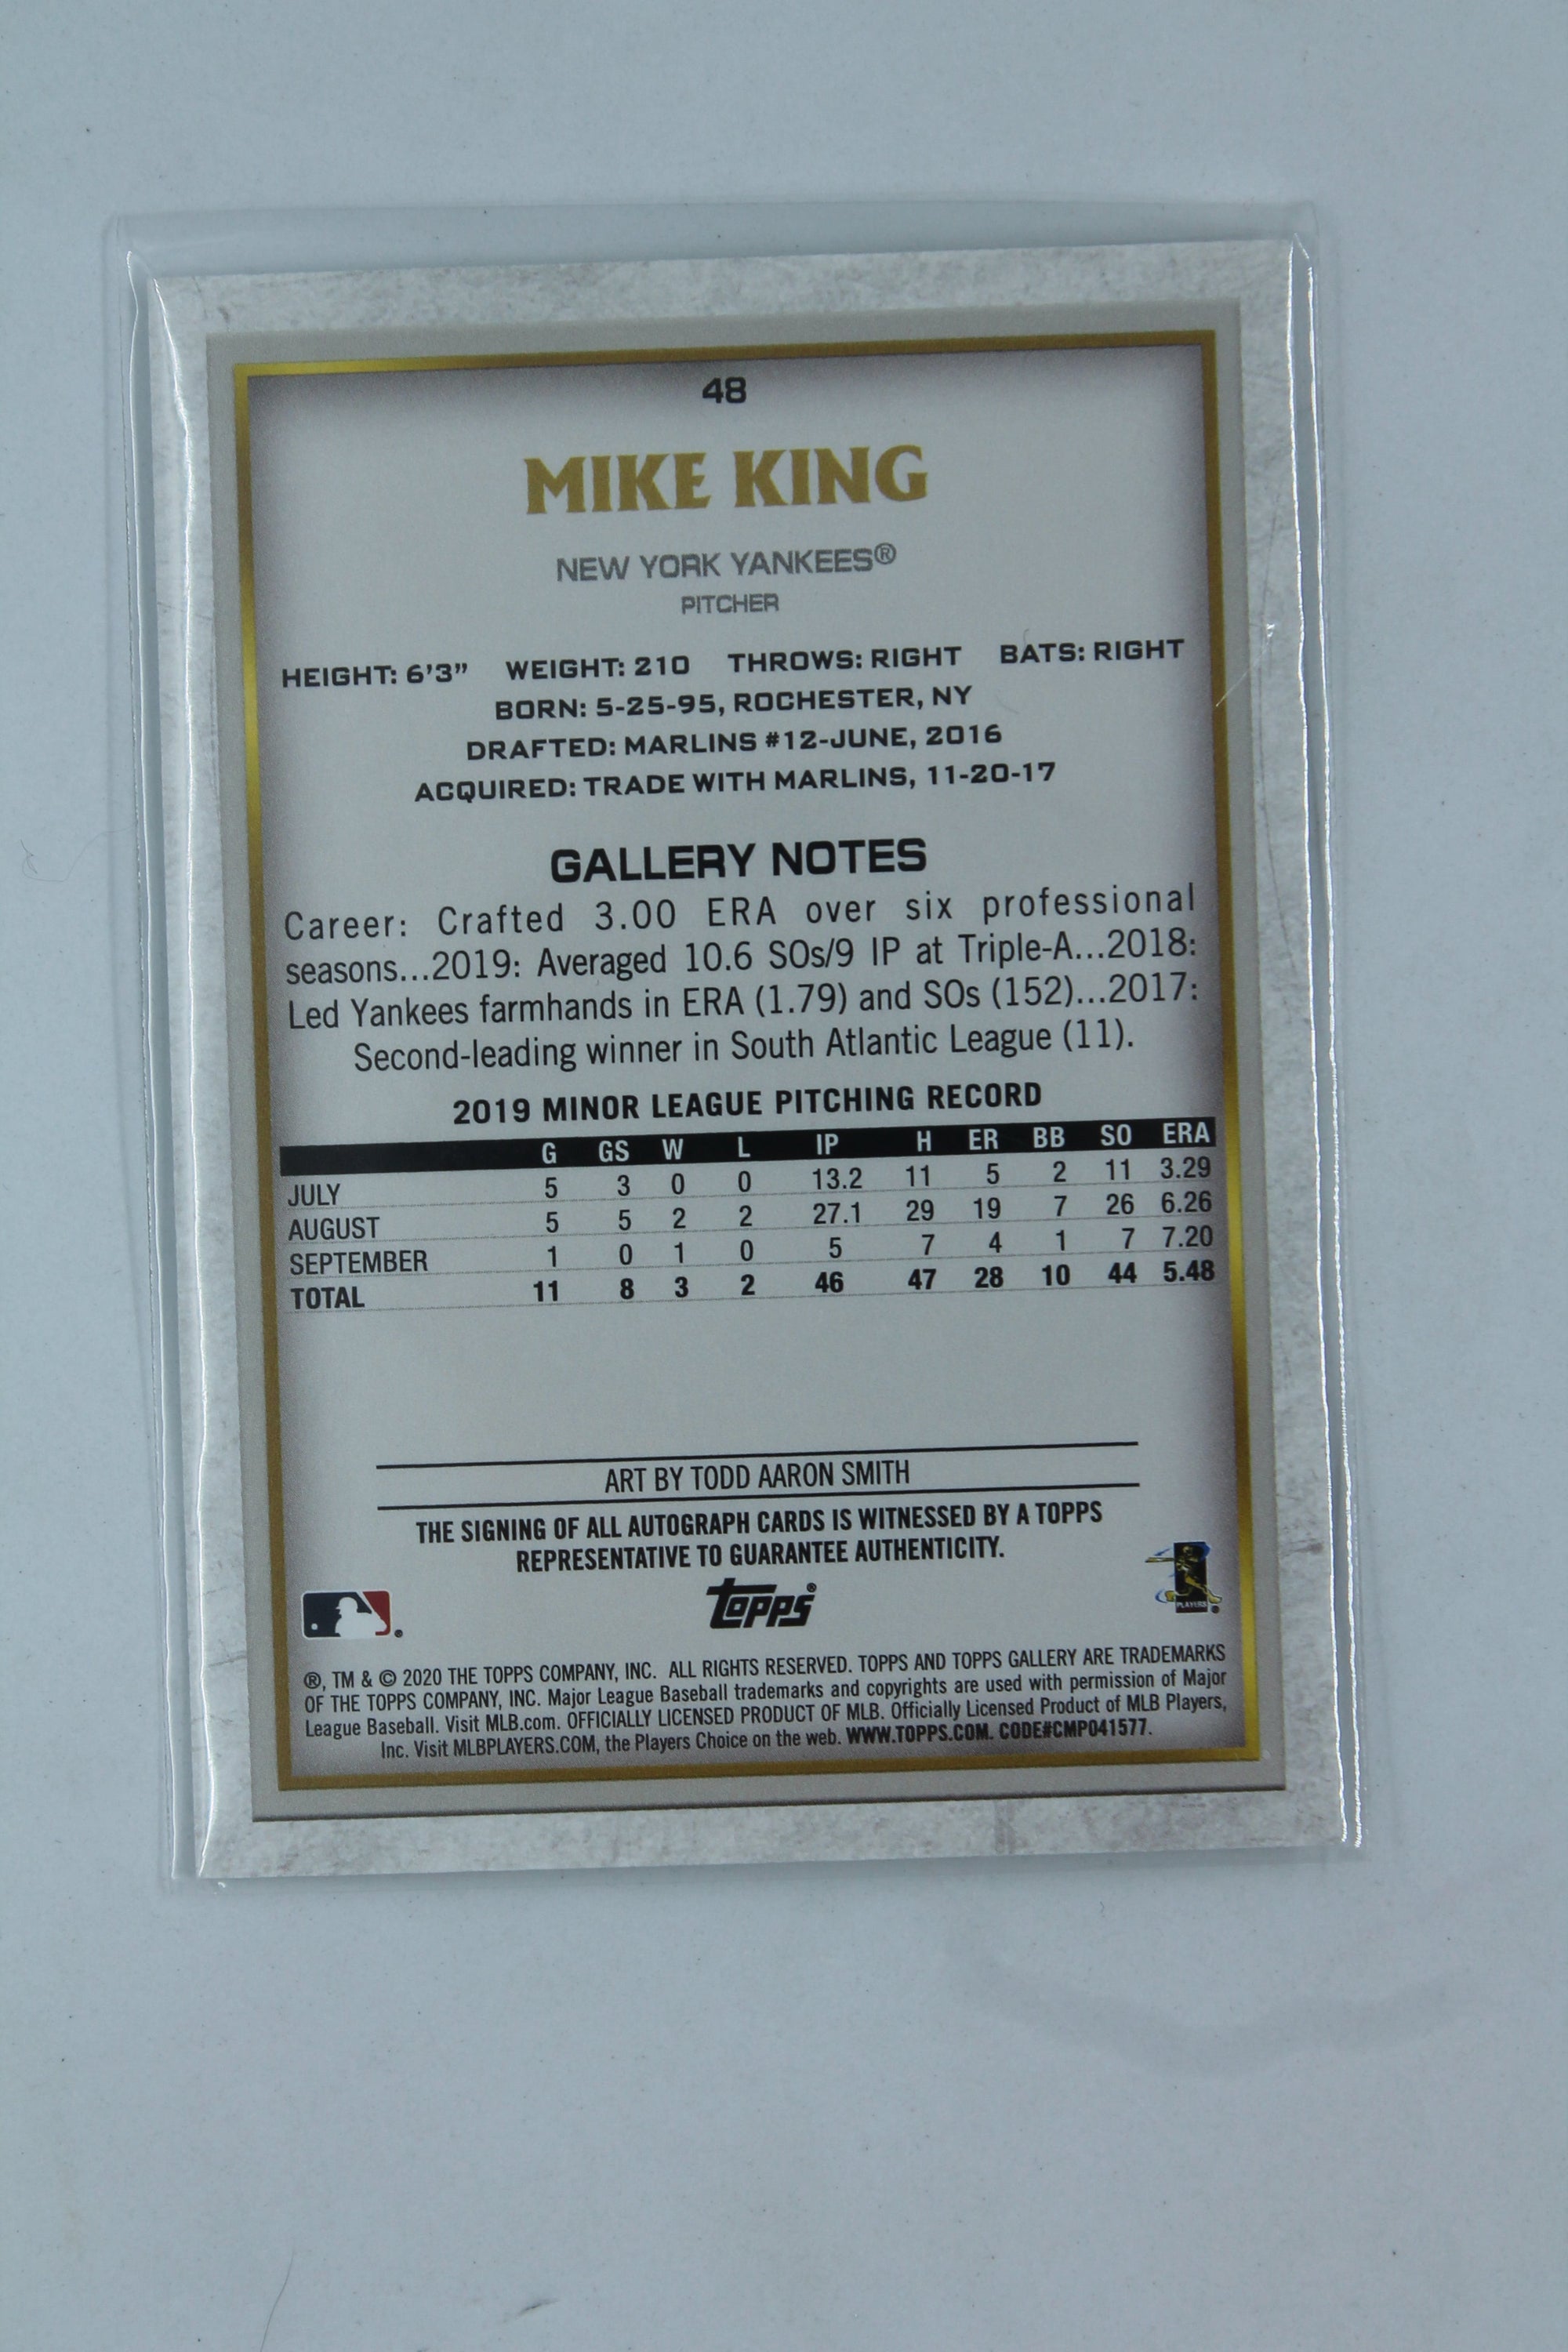 48
MIKE KING
NEW YORK YANKEES®
PITCHER
HEIGHT: 6'3" WEIGHT: 210 THROWS: RIGHT BATS: RIGHT
BORN: 5-25-95, ROCHESTER, NY
DRAFTED: MARLINS #12-JUNE, 2016
ACQUIRED: TRADE WITH MARLINS, 11-20-17
GALLERY NOTES
Career: Crafted 3.00 ERA over six professional
seasons...2019: Averaged 10.6 SOs/9 IP at Triple-A...2018:
Led Yankees farmhands in ERA (1.79) and SOs (152)...2017:
Second-leading winner in South Atlantic League (11).
2019 MINOR LEAGUE PITCHING RECORD
G GS W L IP H ER BB SO ERA
JULY 5 3 0 0 13.2 11 5 2 11 3.29
AUGUST 5 5 2 2 27.1 29 19 7 26 6.26
SEPTEMBER 1 0 1 0 5 7 4 1 7 7.20
TOTAL 11 8 3 2 46 47 28 10 44 5.48
ART BY TODD AARON SMITH
THE SIGNING OF ALL AUTOGRAPH CARDS IS WITNESSED BY A TOPPS
REPRESENTATIVE TO GUARANTEE AUTHENTICITY.
Topps®
PLAYERS
®, TM & © 2020 THE TOPPS COMPANY, INC. ALL RIGHTS RESERVED. TOPPS AND TOPPS GALLERY ARE TRADEMARKS
OF THE TOPPS COMPANY, INC. Major League Baseball trademarks and copyrights are used with permission of Major
League Baseball. Visit MLB.com. OFFICIALLY LICENSED PRODUCT OF MLB. Officially Licensed Product of MLB Players,
Inc. Visit MLBPLAYERS.COM, the Players Choice on the web. WWW.TOPPS.COM. CODE#CMP041577.